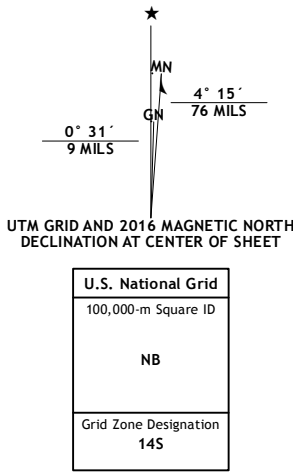 MN
4° 15´
76 MILS
GN
0° 31´
9 MILS
UTM GRID AND 2016 MAGNETIC NORTH
DECLINATION AT CENTER OF SHEET
U.S. National Grid
100,000-m Square ID
NB
Grid Zone Designation
14S